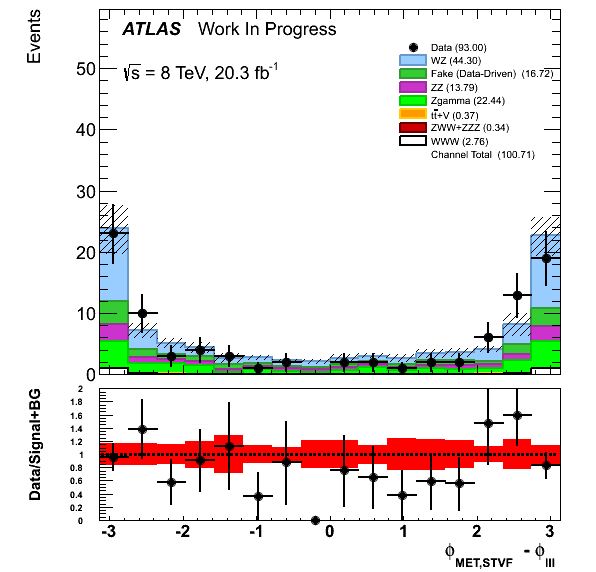 Events
ATLAS Work In Progress
√s = 8 TeV, 20.3 fb⁻¹
Data (93.00)
WZ (44.30)
Fake (Data-Driven) (16.72)
ZZ (13.79)
Zgamma (22.44)
tt̄+V (0.37)
ZWW+ZZZ (0.34)
WWW (2.76)
Channel Total (100.71)
50
40
30
20
10
0
Data/Signal+BG
2
1.8
1.6
1.4
1.2
1
0.8
0.6
0.4
0.2
0
-3 -2 -1 0 1 2 3
ϕMET,STVF - ϕlll